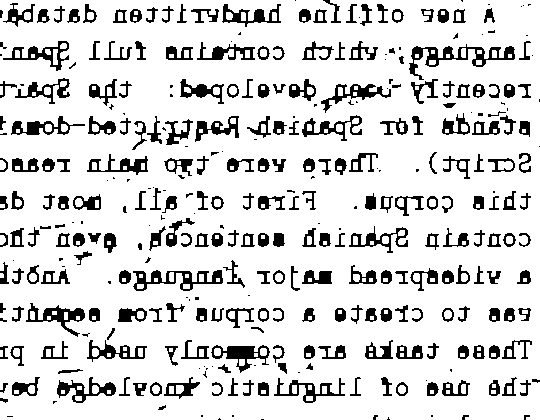 A new offline handwritten databa
language, which contains full Span
recently been developed: the Spart
stands for Spanish Restricted-domai
Script). There were two main reaso
this corpus. First of all, most da
contain Spanish sentences, even tho
a widespread major language. Anoth
was to create a corpus from semanti
These tasks are commonly used in pr
the use of linguistic knowledge bey